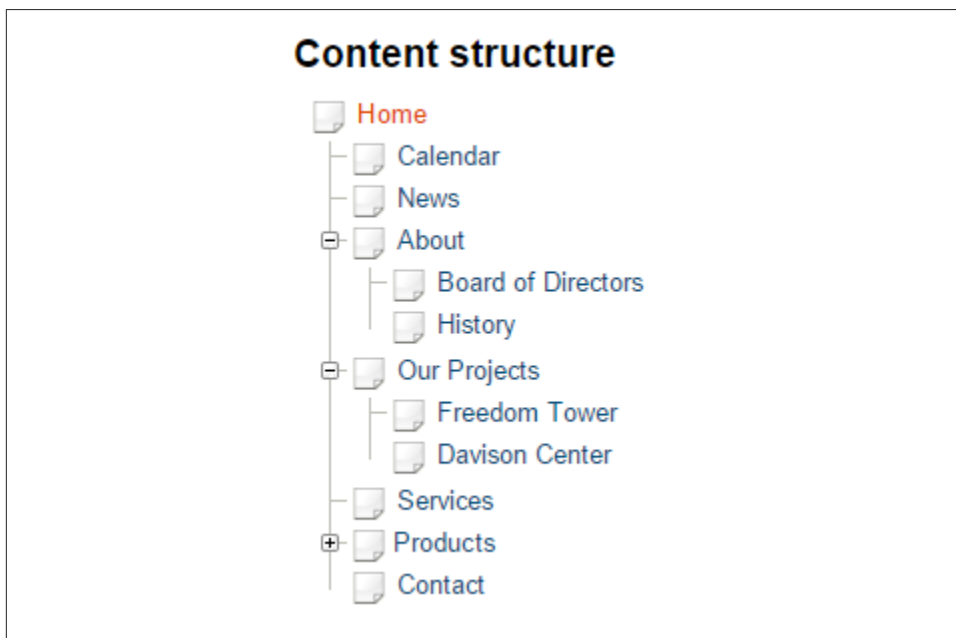 Content structure
Home
Calendar
News
About
Board of Directors
History
Our Projects
Freedom Tower
Davison Center
Services
Products
Contact